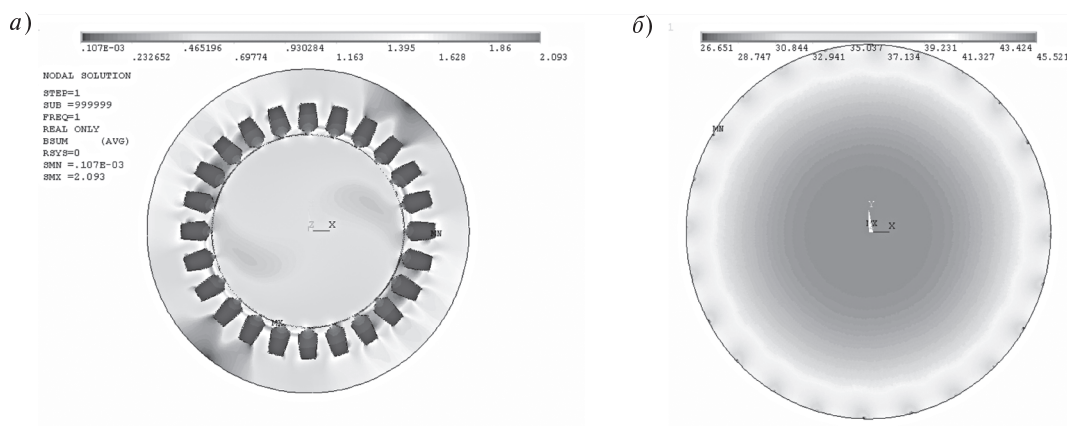 а)
.107E-03 .465196 .930284 1.395 1.86
.232652 .69774 1.163 1.628 2.093
NODAL SOLUTION
STEP=1
SUB =999999
FREQ=1
REAL ONLY
BSUM (AVG)
RSYS=0
SMN =.107E-03
SMX =2.093
Z X
MN
MX
б)
1
26.651 30.844 35.037 39.231 43.424
28.747 32.941 37.134 41.327 45.521
MN
Y
MX X